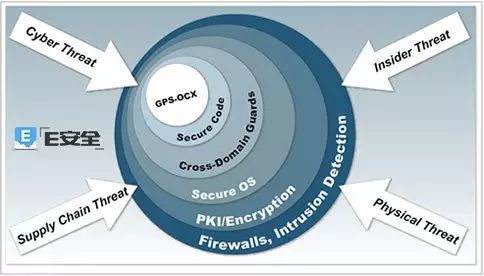 Cyber Threat
Insider Threat
GPS-OCX
Secure Code
E安全
Cross-Domain Guards
Secure OS
PKI/Encryption
Firewalls, Intrusion Detection
Supply Chain Threat
Physical Threat